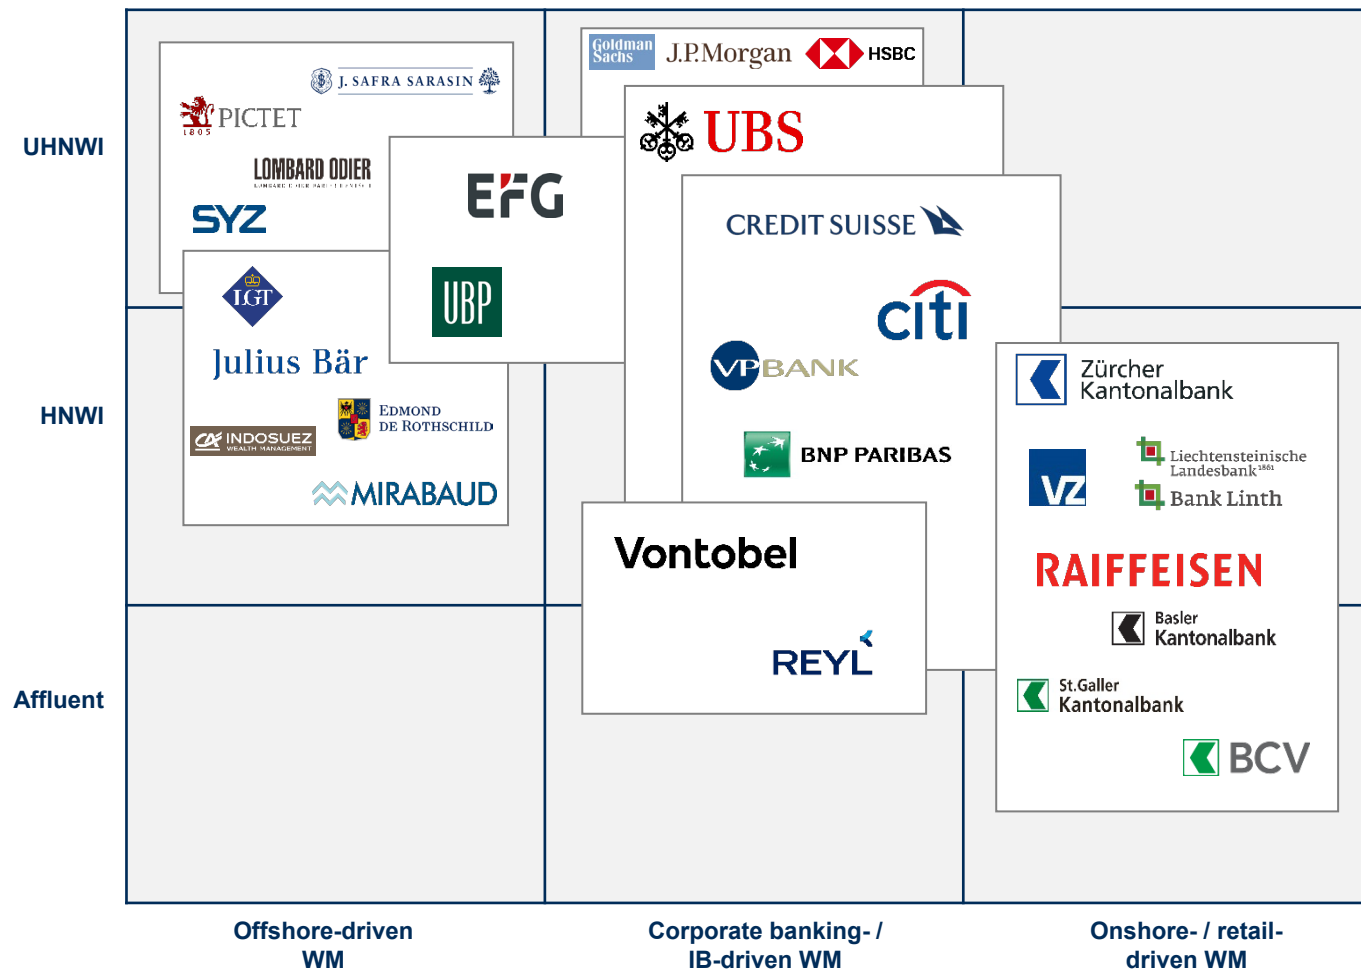 UHNWI
HNWI
Affluent
J. SAFRA SARASIN
PICTET
1805
LOMBARD ODIER
SYZ
EFG
UBP
LGT
Julius Bär
CA INDOSUEZ
WEALTH MANAGEMENT
EDMOND
DE ROTHSCHILD
MIRABAUD
Goldman
Sachs
J.P.Morgan
HSBC
UBS
CREDIT SUISSE
citi
VP BANK
BNP PARIBAS
Vontobel
REYL
Zürcher
Kantonalbank
VZ
Liechtensteinische
Landesbank 1861
Bank Linth
RAIFFEISEN
Basler
Kantonalbank
St.Galler
Kantonalbank
BCV
Offshore-driven
WM
Corporate banking- /
IB-driven WM
Onshore- / retail-
driven WM